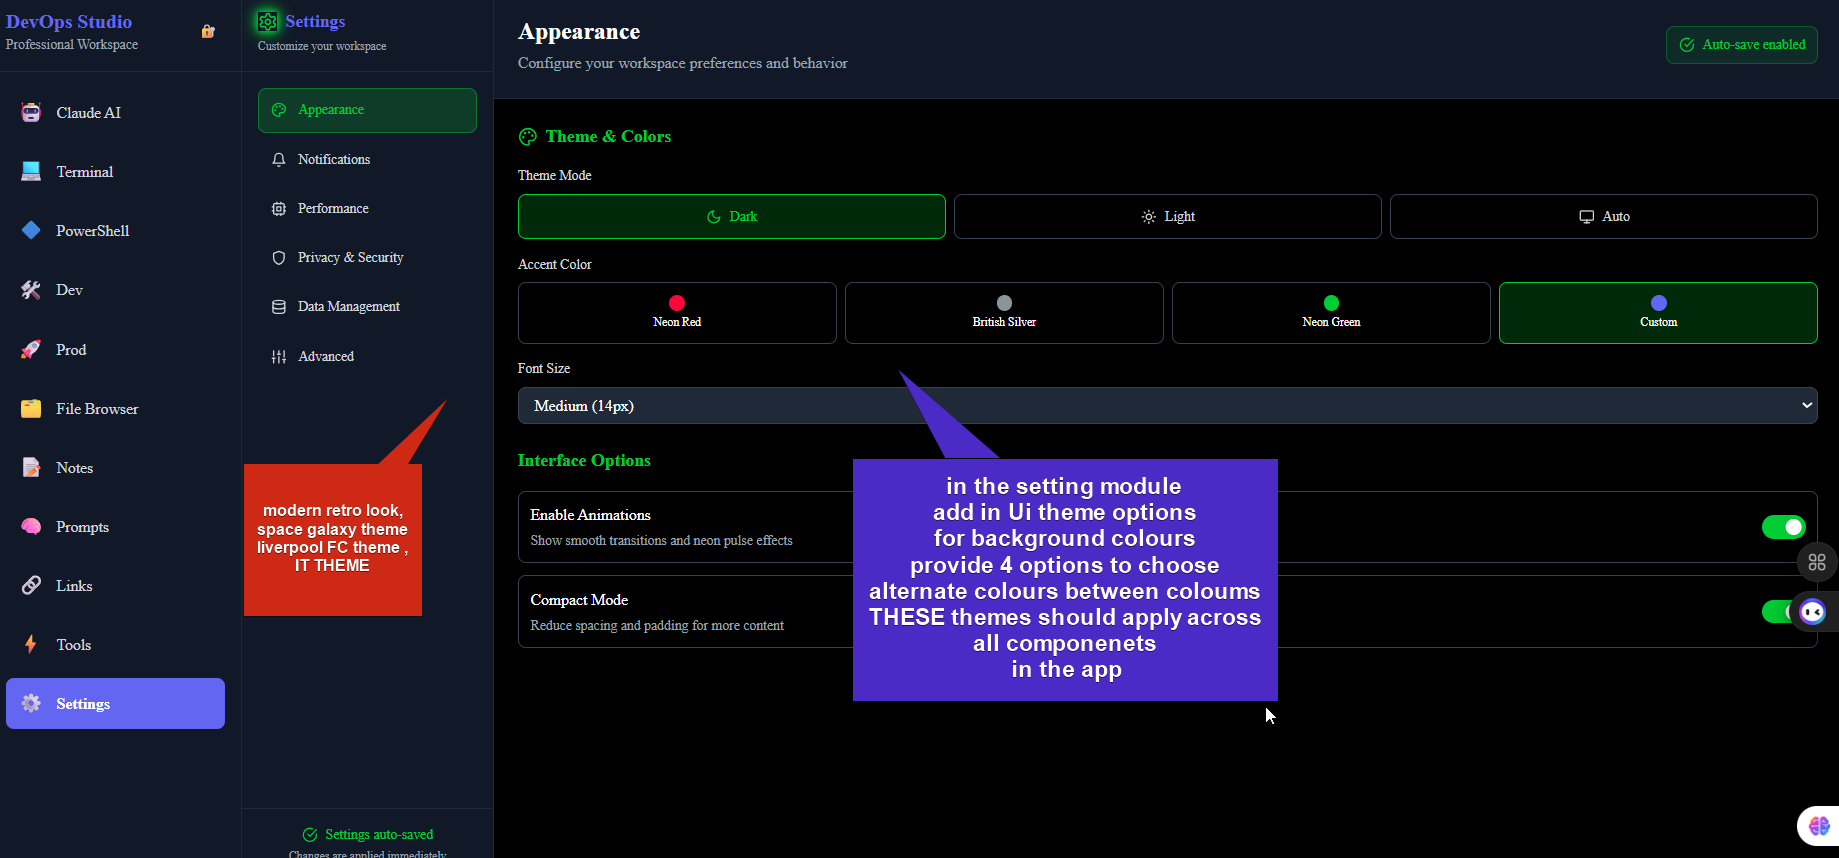 DevOps Studio
Professional Workspace
Claude AI
Terminal
PowerShell
Dev
Prod
File Browser
Notes
Prompts
Links
Tools
Settings
Settings
Customize your workspace
Appearance
Notifications
Performance
Privacy & Security
Data Management
Advanced
modern retro look,
space galaxy theme
liverpool FC theme ,
IT THEME
Settings auto-saved
Changes are applied immediately
Appearance
Configure your workspace preferences and behavior
Auto-save enabled
Theme & Colors
Theme Mode
Dark
Light
Auto
Accent Color
Neon Red
British Silver
Neon Green
Custom
Font Size
Medium (14px)
Interface Options
Enable Animations
Show smooth transitions and neon pulse effects
Compact Mode
Reduce spacing and padding for more content
in the setting module
add in Ui theme options
for background colours
provide 4 options to choose
alternate colours between coloums
THESE themes should apply across
all componenets
in the app